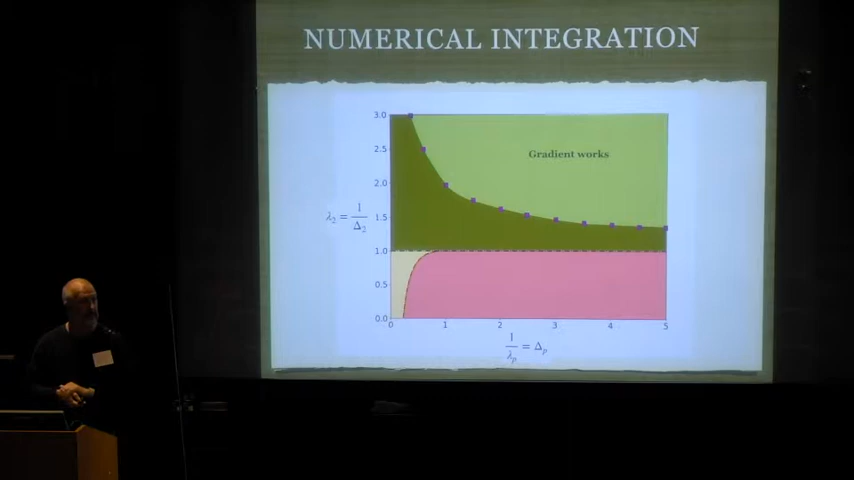 NUMERICAL INTEGRATION
3.0
Gradient works
2.5
2.0
λ₂ = 1/Δ₂
1.5
1.0
0.5
0.0
0 1 2 3 4 5
1/λₚ = Δₚ